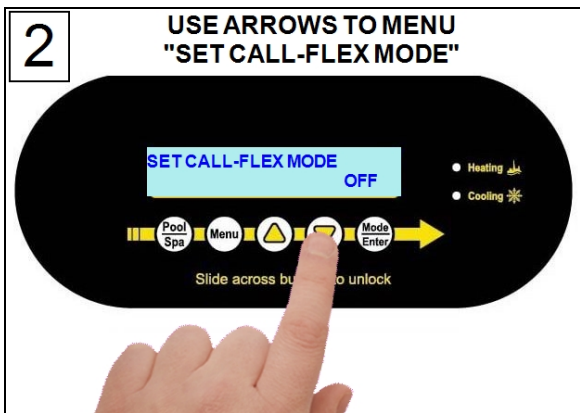 2
USE ARROWS TO MENU
"SET CALL-FLEX MODE"
SET CALL-FLEX MODE
OFF
Heating
Cooling
Pool
Spa
Menu
Mode
Enter
Slide across bu to unlock